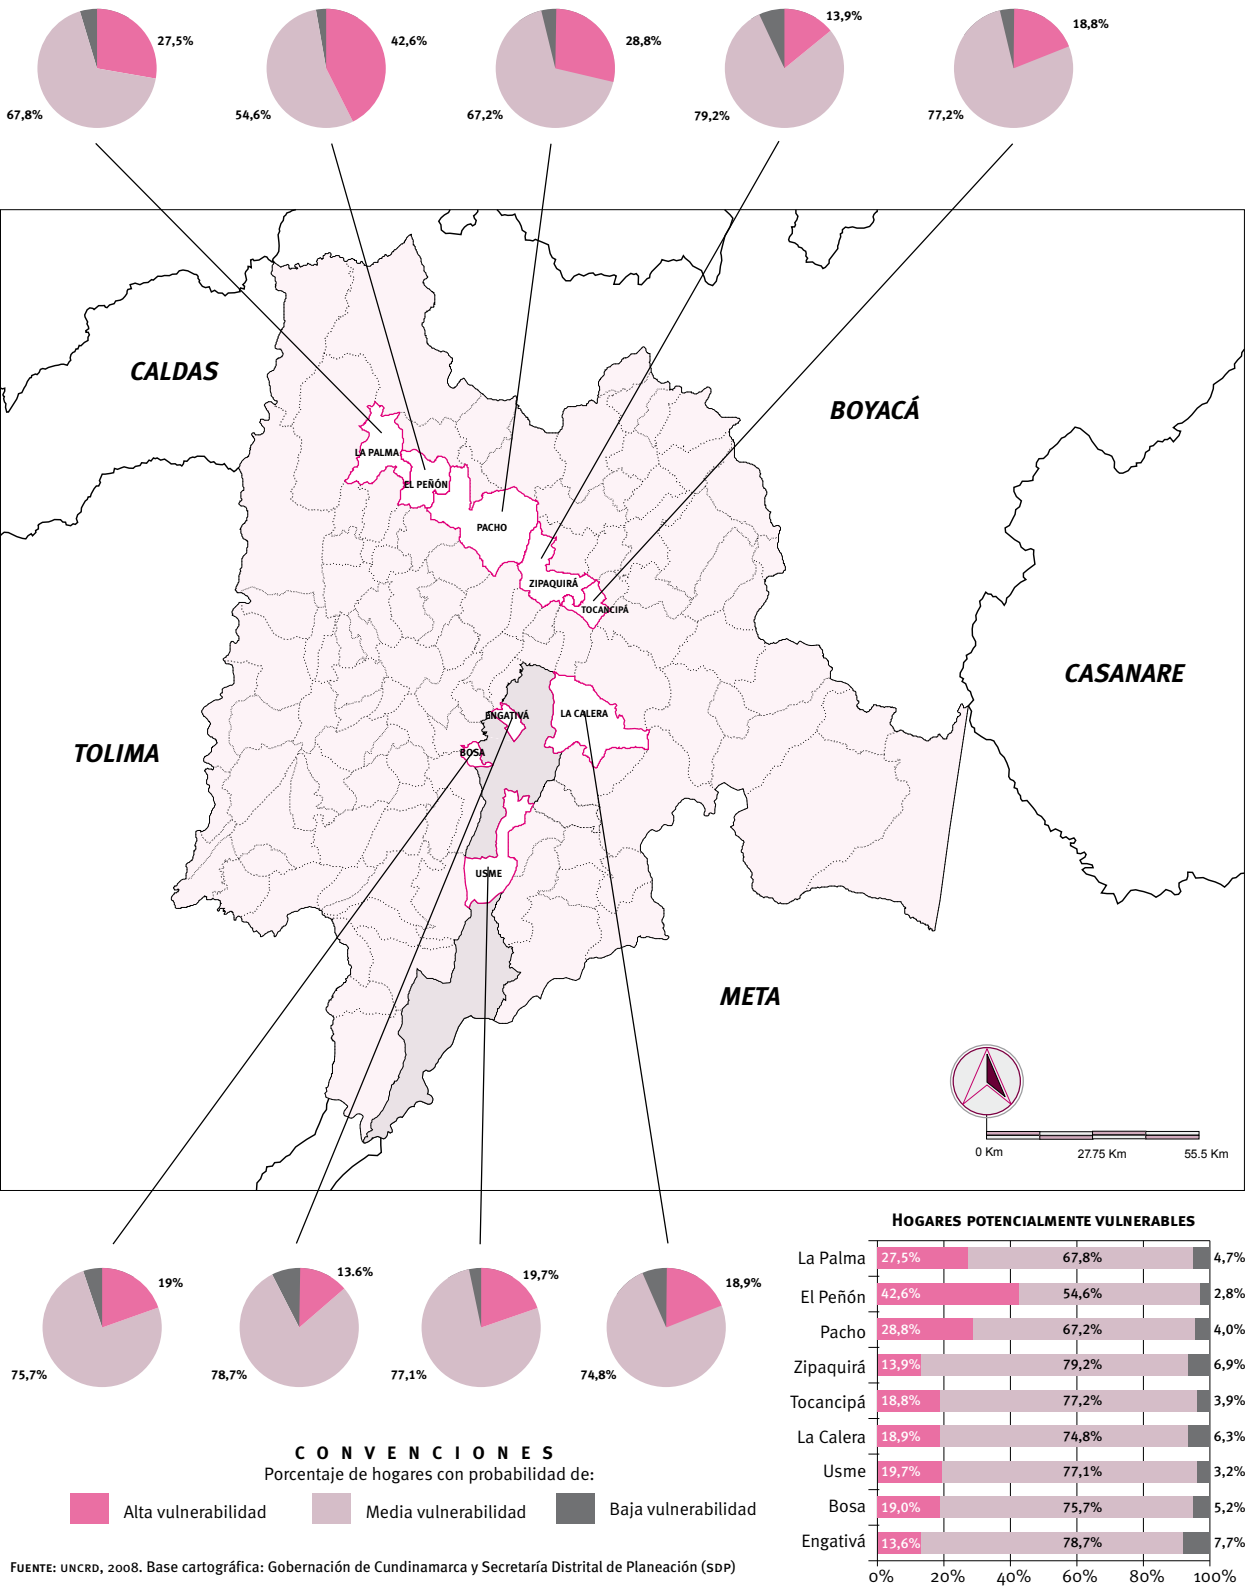 27,5%
67,8%
42,6%
54,6%
28,8%
67,2%
13,9%
79,2%
18,8%
77,2%
CALDAS
BOYACÁ
CASANARE
TOLIMA
META
LA PALMA
EL PEÑÓN
PACHO
ZIPAQUIRÁ
TOCANCIPÁ
ENGATIVÁ
LA CALERA
BOSA
USME
0 Km
27.75 Km
55.5 Km
19%
75,7%
13.6%
78,7%
19,7%
77,1%
18,9%
74,8%
HOGARES POTENCIALMENTE VULNERABLES
La Palma 27,5% 67,8% 4,7%
El Peñón 42,6% 54,6% 2,8%
Pacho 28,8% 67,2% 4,0%
Zipaquirá 13,9% 79,2% 6,9%
Tocancipá 18,8% 77,2% 3,9%
La Calera 18,9% 74,8% 6,3%
Usme 19,7% 77,1% 3,2%
Bosa 19,0% 75,7% 5,2%
Engativá 13,6% 78,7% 7,7%
0% 20% 40% 60% 80% 100%
CONVENCIONES
Porcentaje de hogares con probabilidad de:
Alta vulnerabilidad
Media vulnerabilidad
Baja vulnerabilidad
FUENTE: UNCRD, 2008. Base cartográfica: Gobernación de Cundinamarca y Secretaría Distrital de Planeación (SDP)